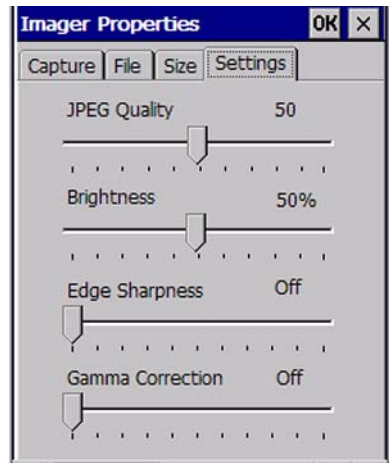 Imager Properties OK ×
Capture File Size Settings
JPEG Quality 50
Brightness 50%
Edge Sharpness Off
Gamma Correction Off